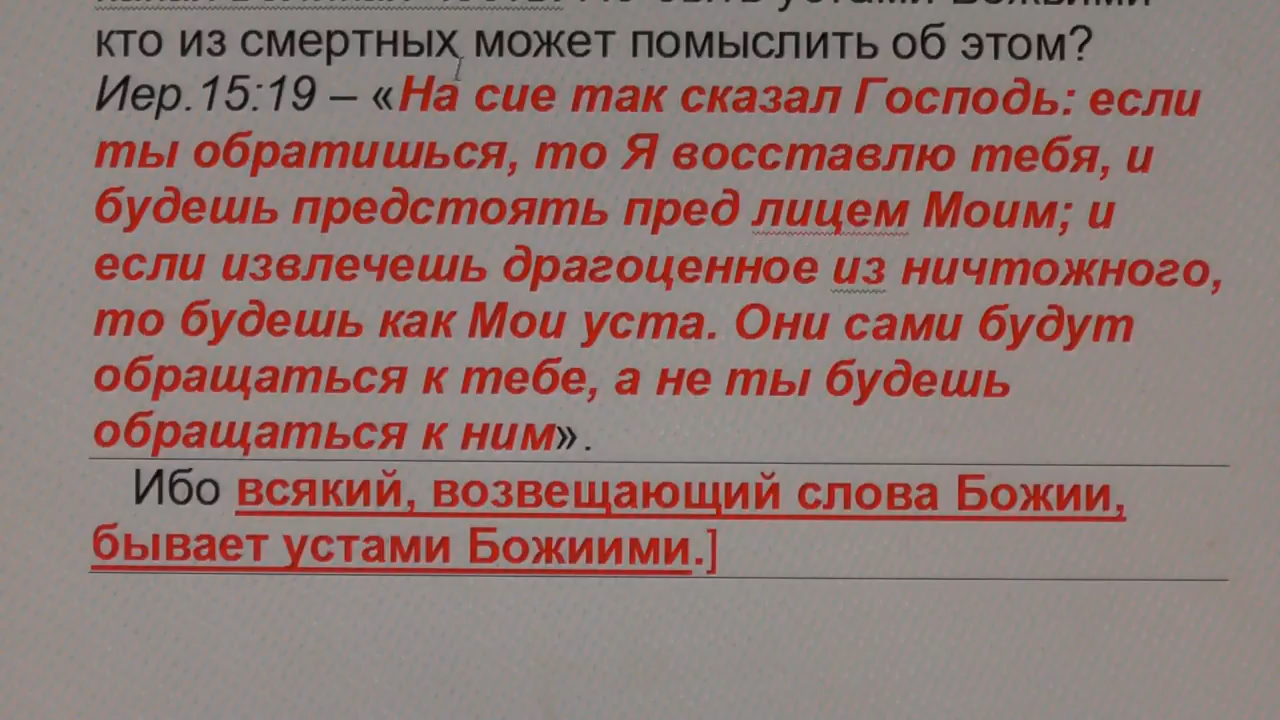 кто из смертных может помыслить об этом?
Иер.15:19 – «На сие так сказал Господь: если
ты обратишься, то Я восставлю тебя, и
будешь предстоять пред лицем Моим; и
если извлечешь драгоценное из ничтожного,
то будешь как Мои уста. Они сами будут
обращаться к тебе, а не ты будешь
обращаться к ним».
Ибо всякий, возвещающий слова Божии,
бывает устами Божиими.]